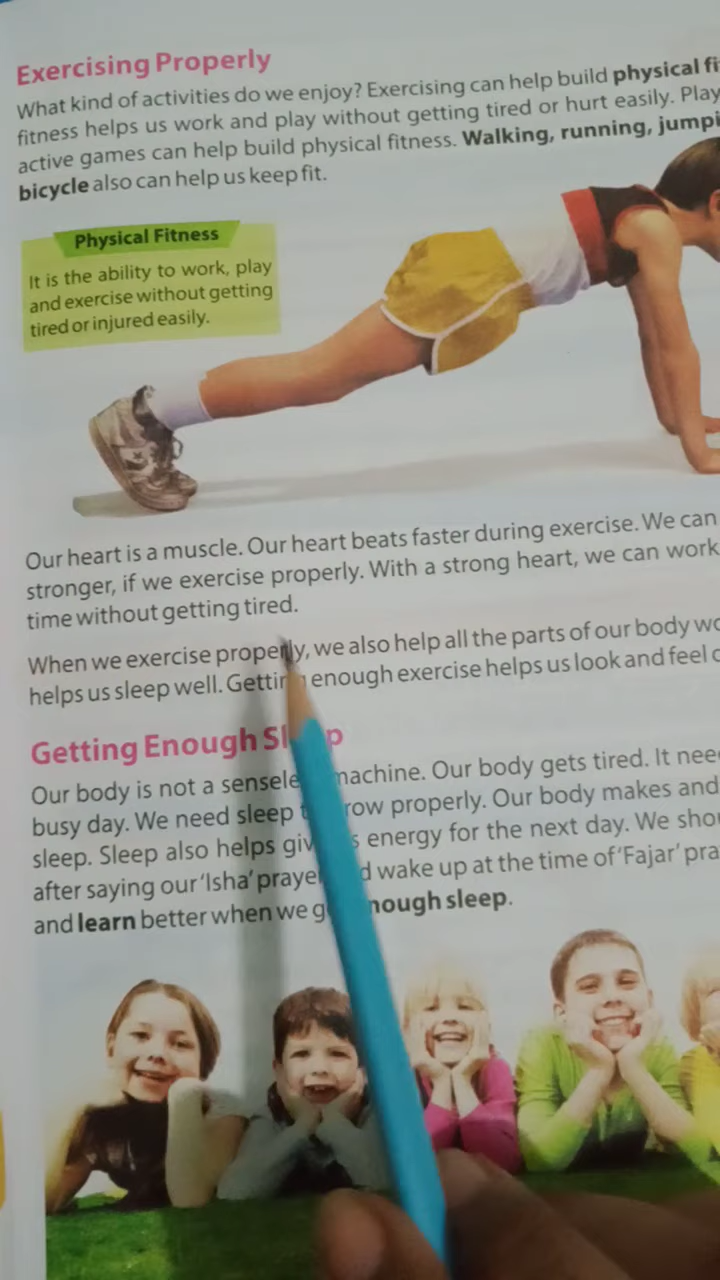 Exercising Properly
What kind of activities do we enjoy? Exercising can help build physical
fitness helps us work and play without getting tired or hurt easily. Play
active games can help build physical fitness. Walking, running,
bicycle also can help us keep fit.
Physical Fitness
It is the ability to work, play
and exercise without getting
tired or injured easily.
Our heart is a muscle. Our heart beats faster during exercise. We can
stronger, if we exercise properly. With a strong heart, we can work
time without getting tired.
When we exercise properly, we also help all the parts of our body
helps us sleep well. Getting enough exercise helps us look and feel
Getting Enough
Our body is not a machine. Our body gets tired. It
busy day. We need sleep properly. Our body makes and
sleep. Sleep also helps energy for the next day. We
after saying our 'Isha' wake up at the time of 'Fajar'
and learn better when we enough sleep.